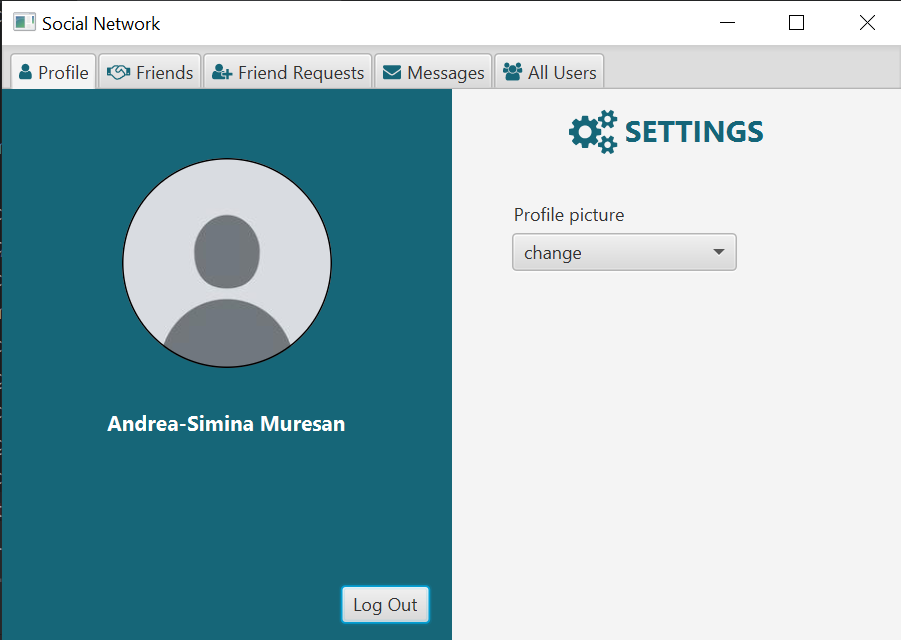 Social Network
Profile Friends Friend Requests Messages All Users
SETTINGS
Profile picture
change
Andrea-Simina Muresan
Log Out